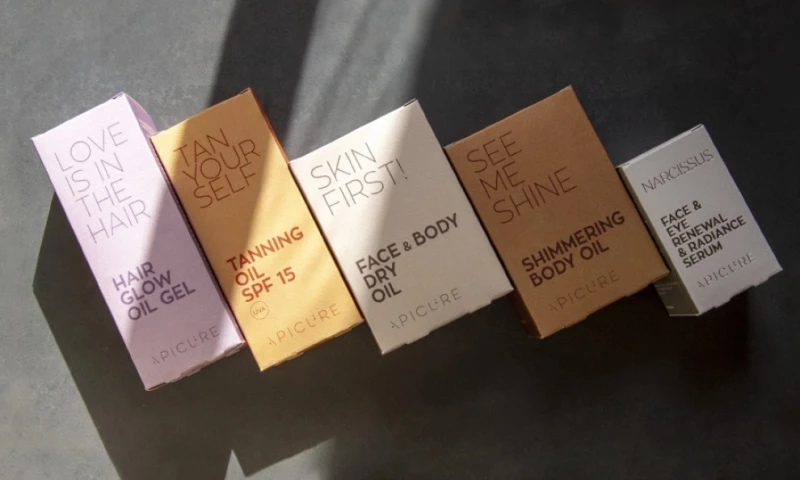 LOVE
IS IN
THE
HAIR
HAIR
GLOW
OIL GEL
APICURE
TAN
YOUR
SELF
TANNING
OIL
SPF 15
UVA
APICURE
SKIN
FIRST!
FACE & BODY
DRY
OIL
APICURE
SEE
ME
SHINE
SHIMMERING
BODY OIL
APICURE
NARCISSUS
FACE &
EYE
RENEWAL
& RADIANCE
SERUM
APICURE